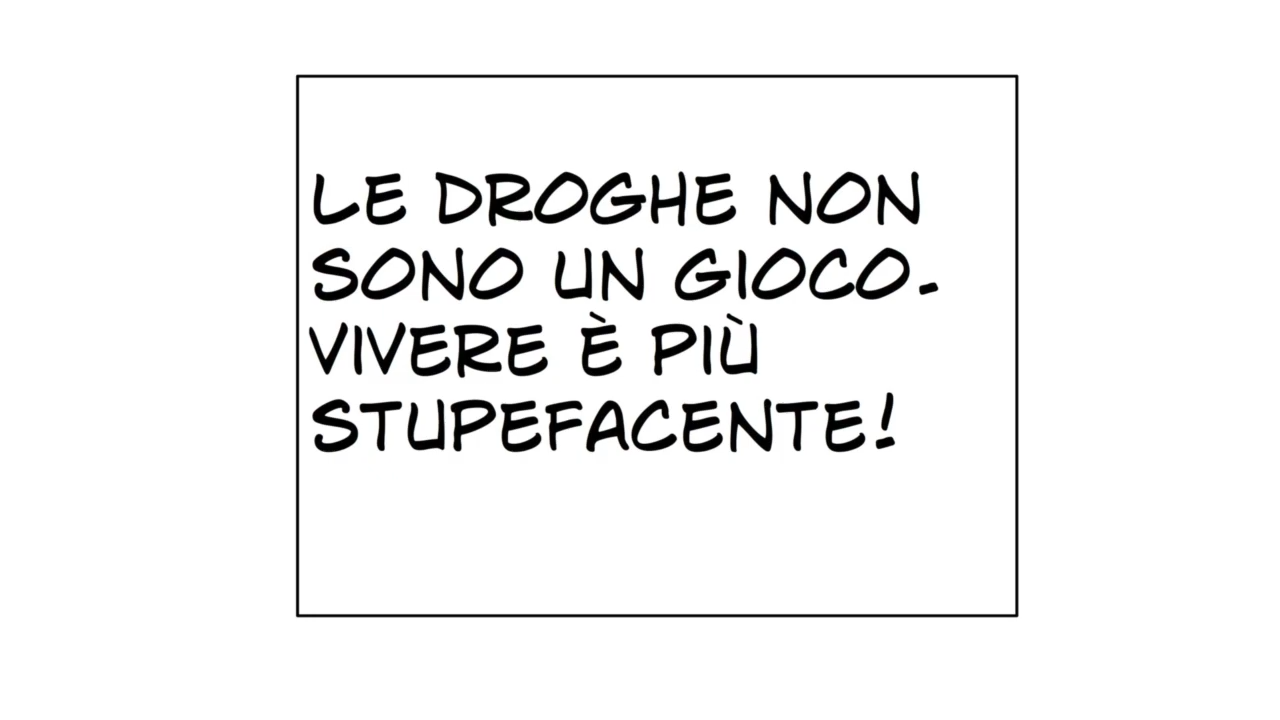 LE DROGHE NON
SONO UN GIOCO.
VIVERE È PIÙ
STUPEFACENTE!